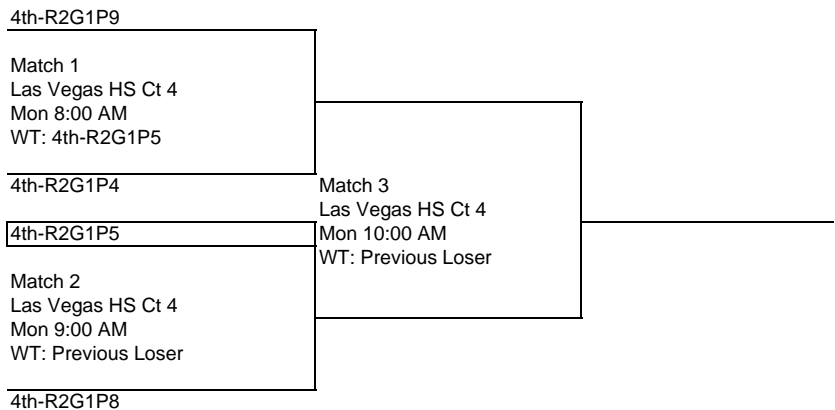 4th-R2G1P9
Match 1
Las Vegas HS Ct 4
Mon 8:00 AM
WT: 4th-R2G1P5
4th-R2G1P4
Match 3
Las Vegas HS Ct 4
Mon 10:00 AM
WT: Previous Loser
4th-R2G1P5
Match 2
Las Vegas HS Ct 4
Mon 9:00 AM
WT: Previous Loser
4th-R2G1P8